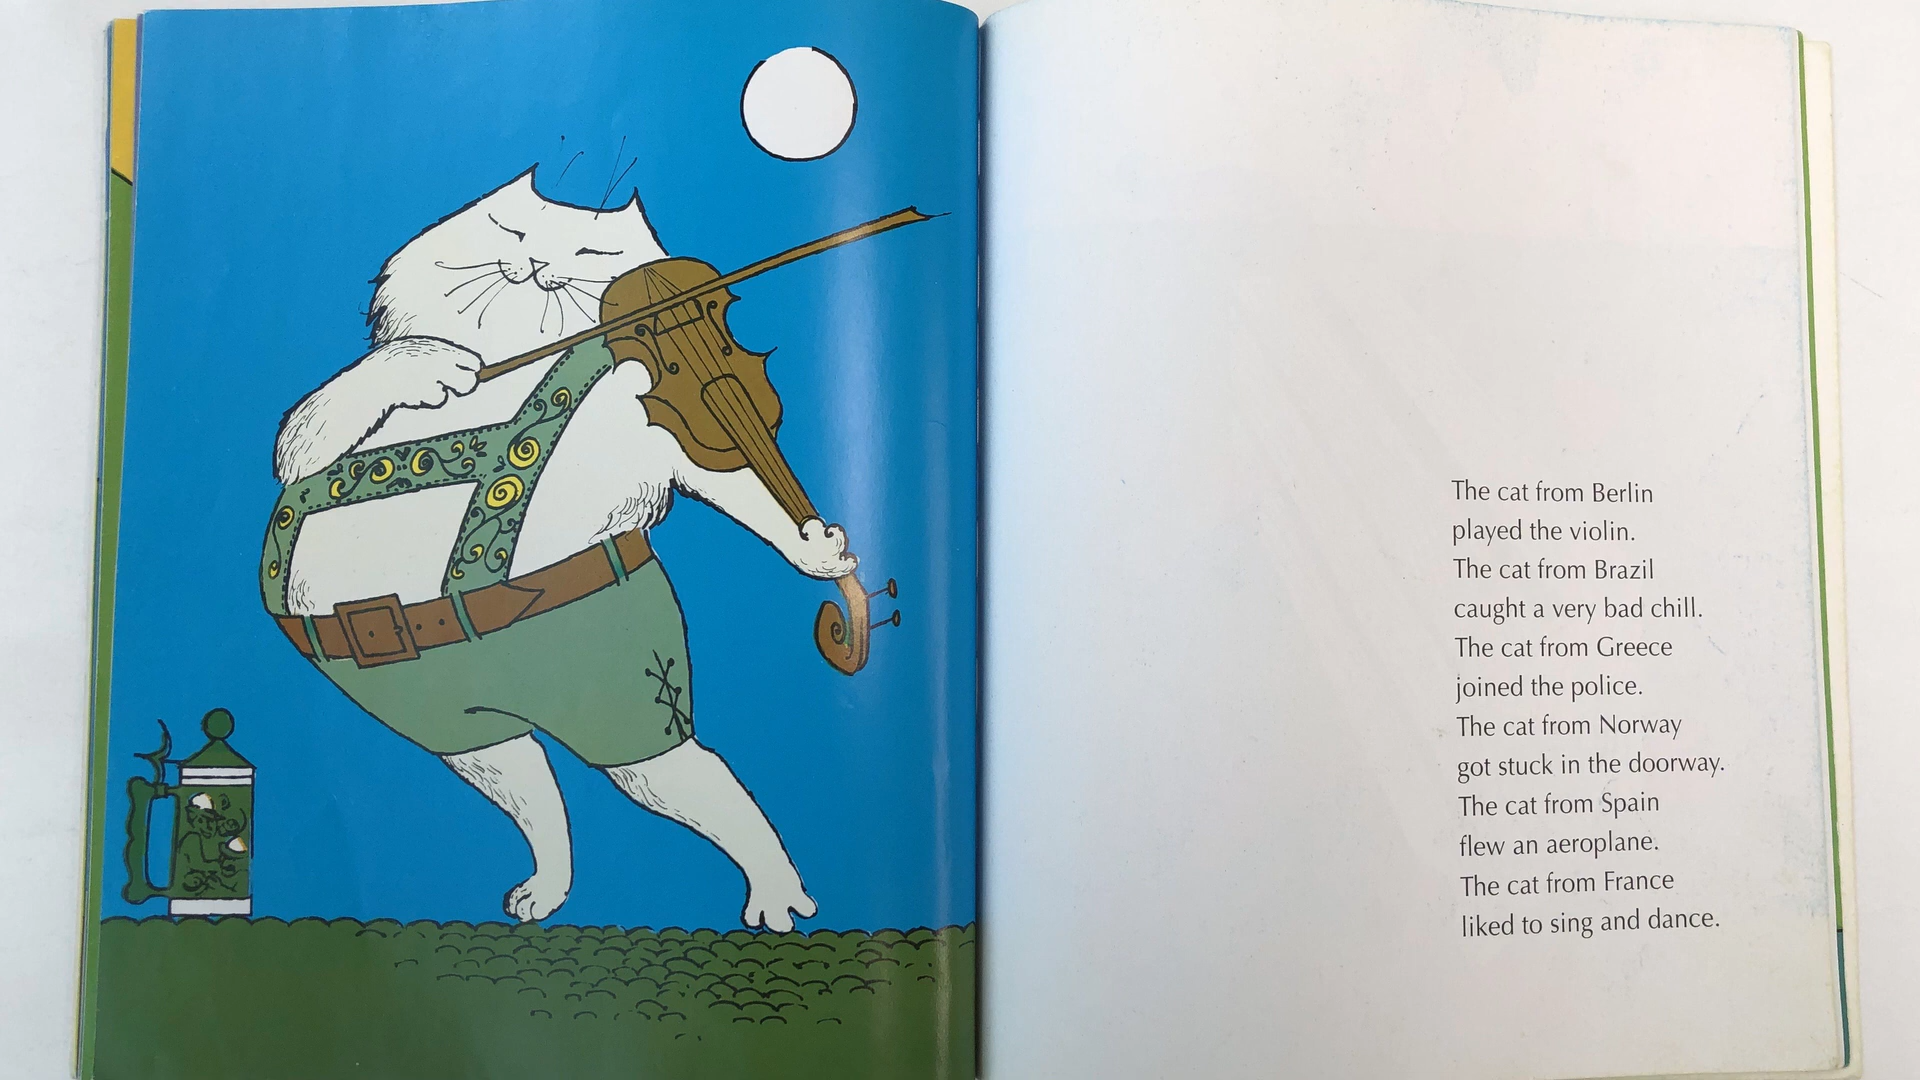 The cat from Berlin
played the violin.
The cat from Brazil
caught a very bad chill.
The cat from Greece
joined the police.
The cat from Norway
got stuck in the doorway.
The cat from Spain
flew an aeroplane.
The cat from France
liked to sing and dance.